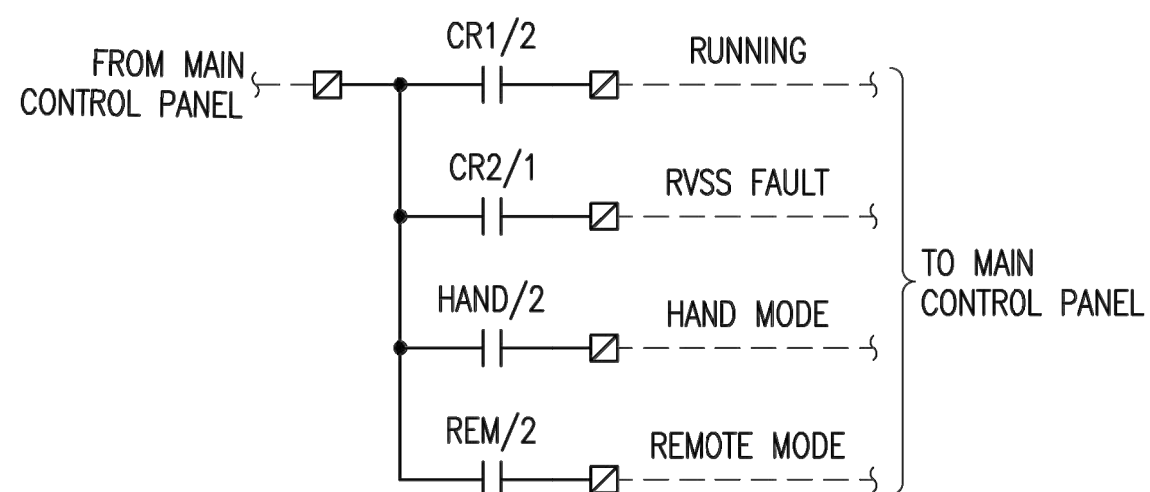 CR1/2
RUNNING
FROM MAIN
CONTROL PANEL
CR2/1
RVSS FAULT
TO MAIN
CONTROL PANEL
HAND/2
HAND MODE
REM/2
REMOTE MODE